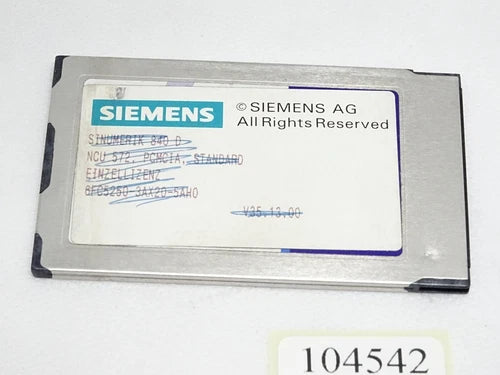 SIEMENS
© SIEMENS AG
All Rights Reserved
SINUMERIK 840 D
NCU 572, PCMCIA, STANDARD
EINZELLIZENZ
6FC5250-3AX20-5AH0
V35.13.00
104542